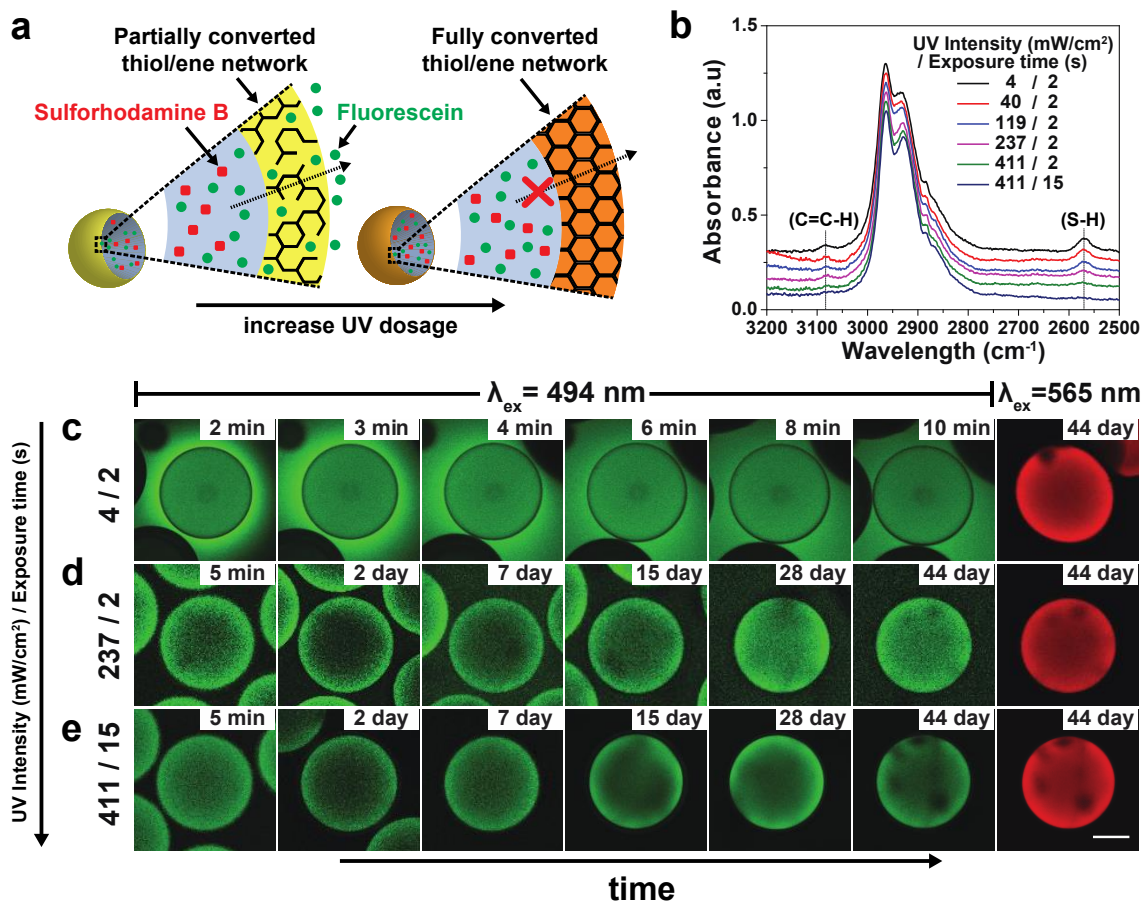 a
Partially converted
thiol/ene network
Fully converted
thiol/ene network
Sulforhodamine B
Fluorescein
increase UV dosage
b
Absorbance (a.u)
1.5
1.0
0.5
0.0
UV Intensity (mW/cm²)
/ Exposure time (s)
4 / 2
40 / 2
119 / 2
237 / 2
411 / 2
411 / 15
(C=C-H)
(S-H)
3200 3100 3000 2900 2800 2700 2600 2500
Wavelength (cm⁻¹)
λex= 494 nm
λex=565 nm
UV Intensity (mW/cm²) / Exposure time (s)
c
4 / 2
2 min
3 min
4 min
6 min
8 min
10 min
44 day
d
237 / 2
5 min
2 day
7 day
15 day
28 day
44 day
44 day
e
411 / 15
5 min
2 day
7 day
15 day
28 day
44 day
44 day
time